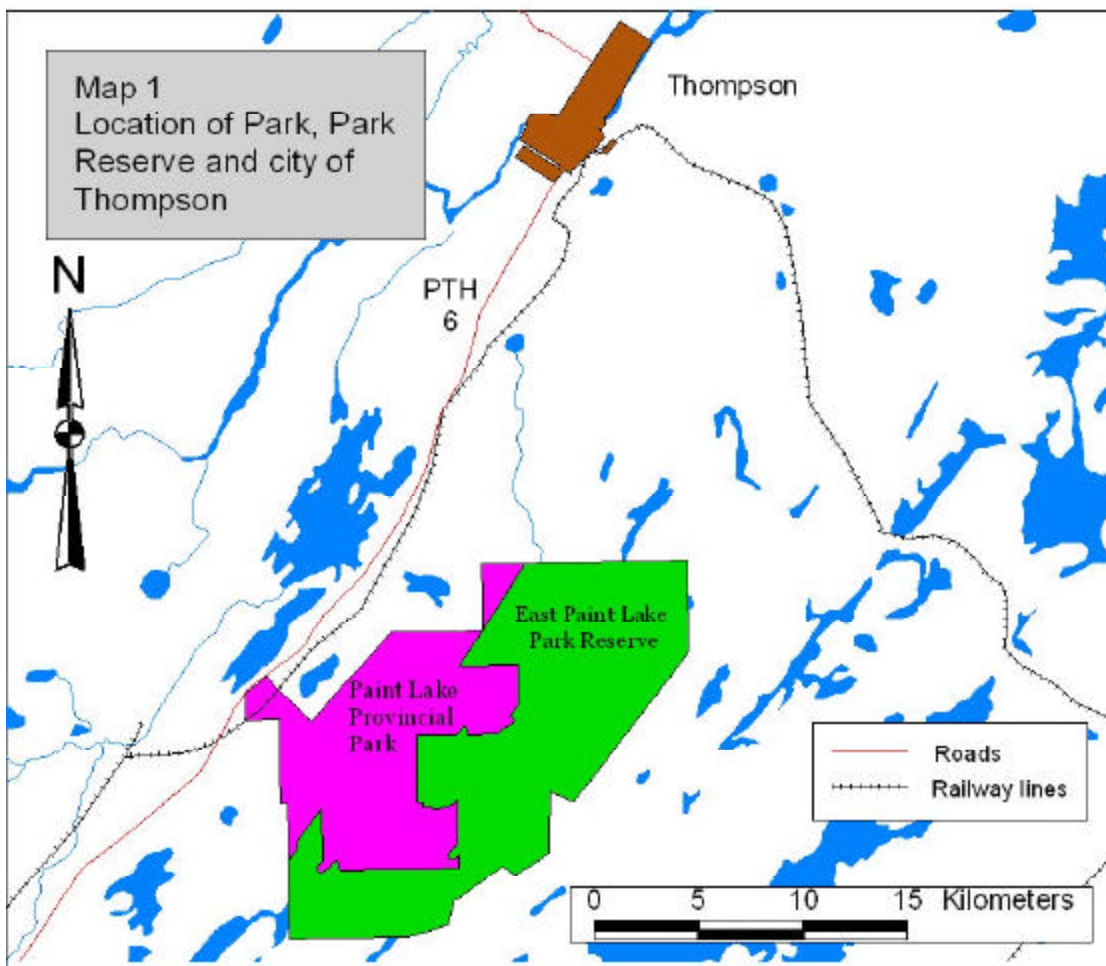 Map 1
Location of Park, Park
Reserve and city of
Thompson
Thompson
N
PTH
6
East Paint Lake
Park Reserve
Paint Lake
Provincial
Park
Roads
Railway lines
0 5 10 15 Kilometers